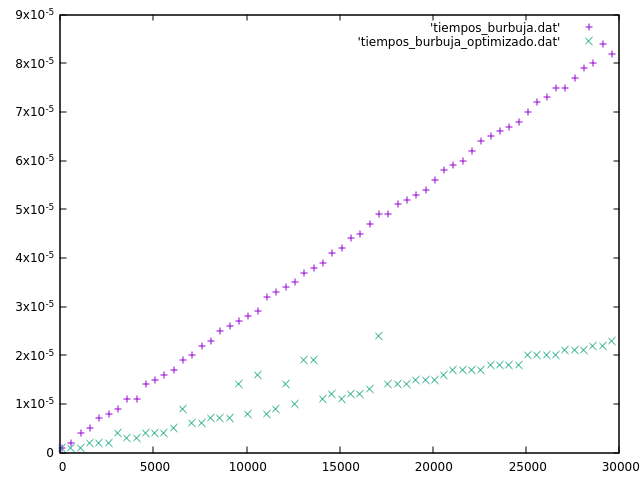 9x10-5
8x10-5
7x10-5
6x10-5
5x10-5
4x10-5
3x10-5
2x10-5
1x10-5
0
0 5000 10000 15000 20000 25000 30000
'tiempos_burbuja.dat'
'tiempos_burbuja_optimizado.dat'